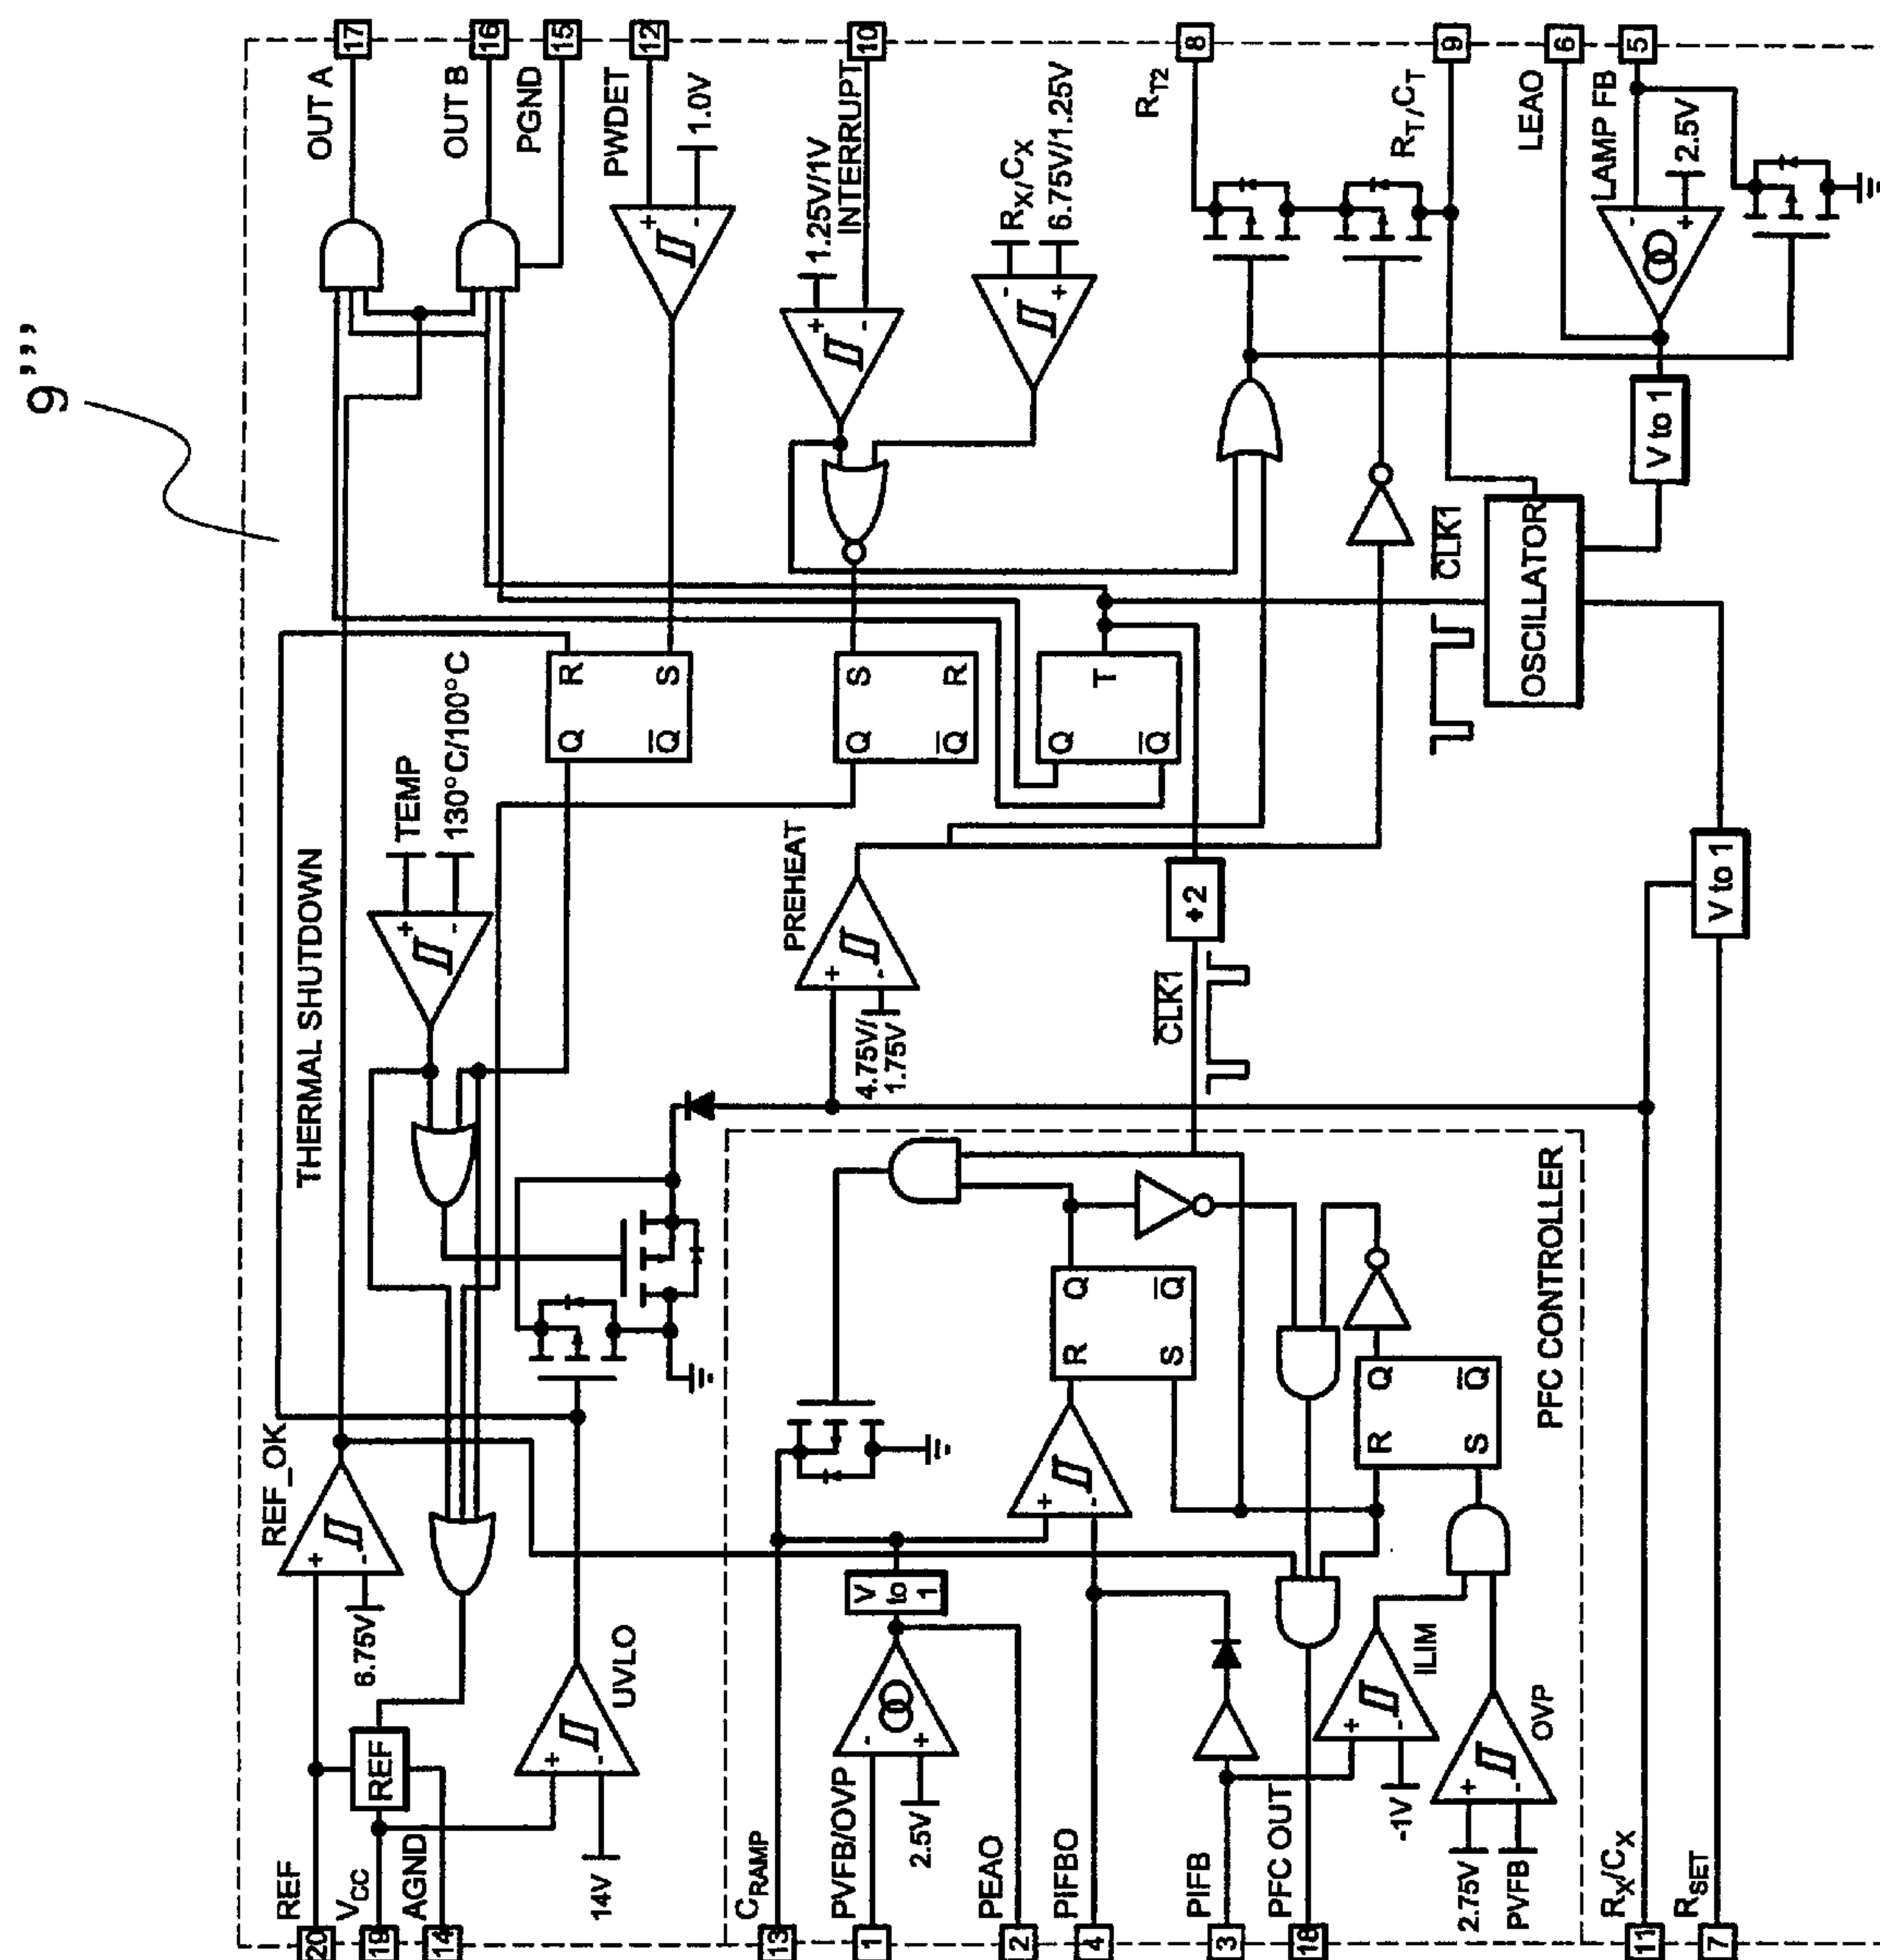 9’’’’
THERMAL SHUTDOWN
REF
20
VCC
19
AGND
14
REF
REF_OK
+
-
6.75V
UVLO
+
-
14V
TEMP
130°C/100°C
+
-
R
S
Q
Q
OUT A
17
OUT B
16
PGND
15
PWDET
12
+
-
1.0V
1.25V/1V
INTERRUPT
10
+
-
RX/CX
6.75V/1.25V
-
+
S
R
Q
Q
T
Q
Q
PREHEAT
+
-
4.75V/
1.75V
+2
CLK1
CLK1
OSCILLATOR
RT2
8
RT/CT
9
LEAO
6
LAMP FB
5
-
+
2.5V
V to 1
V to 1
PFC CONTROLLER
CRAMP
13
PVFB/OVP
1
-
+
2.5V
V
to
1
PEAO
2
PIFBO
4
+
-
R
S
Q
Q
PIFB
3
PFC OUT
18
ILIM
+
-
-1V
OVP
+
-
2.75V
PVFB
R
S
Q
Q
RX/CX
11
RSET
7